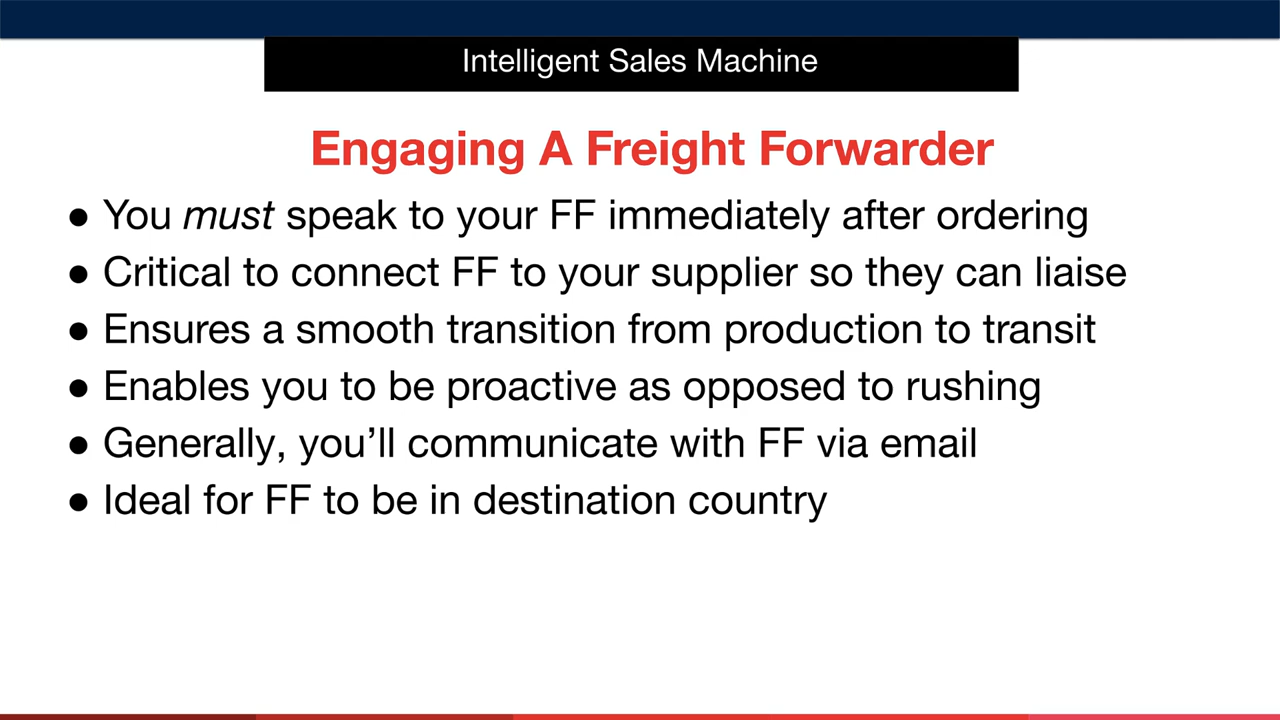 Intelligent Sales Machine
Engaging A Freight Forwarder
● You must speak to your FF immediately after ordering
● Critical to connect FF to your supplier so they can liaise
● Ensures a smooth transition from production to transit
● Enables you to be proactive as opposed to rushing
● Generally, you’ll communicate with FF via email
● Ideal for FF to be in destination country